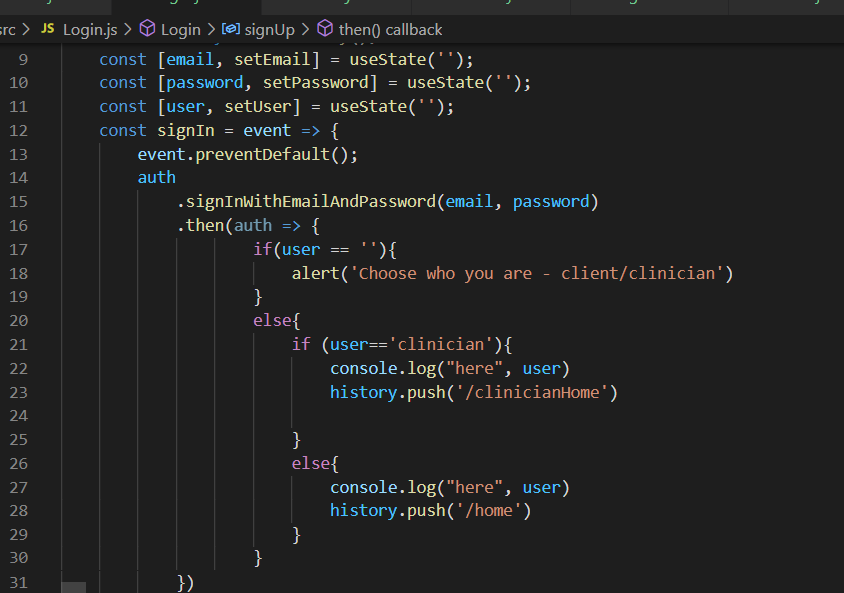 src > JS Login.js > Login > signUp > then() callback
9 const [email, setEmail] = useState('');
10 const [password, setPassword] = useState('');
11 const [user, setUser] = useState('');
12 const signIn = event => {
13 event.preventDefault();
14 auth
15 .signInWithEmailAndPassword(email, password)
16 .then(auth => {
17 if(user == ''){
18 alert('Choose who you are - client/clinician')
19 }
20 else{
21 if (user=='clinician'){
22 console.log("here", user)
23 history.push('/clinicianHome')
24
25 }
26 else{
27 console.log("here", user)
28 history.push('/home')
29 }
30 }
31 })